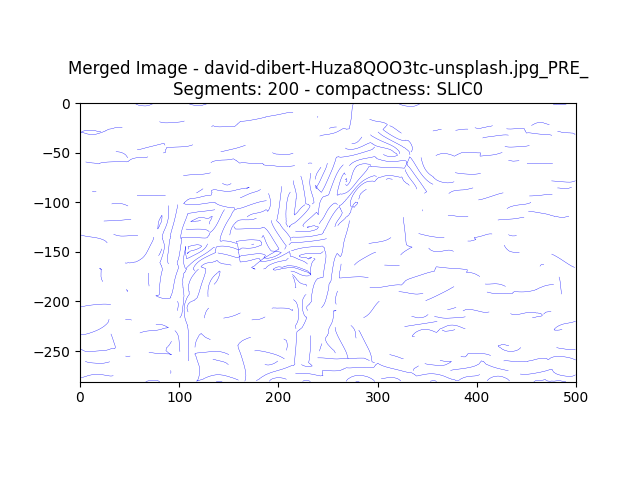 Merged Image - david-dibert-Huza8QOO3tc-unsplash.jpg_PRE_
Segments: 200 - compactness: SLIC0
0
−50
−100
−150
−200
−250
0 100 200 300 400 500